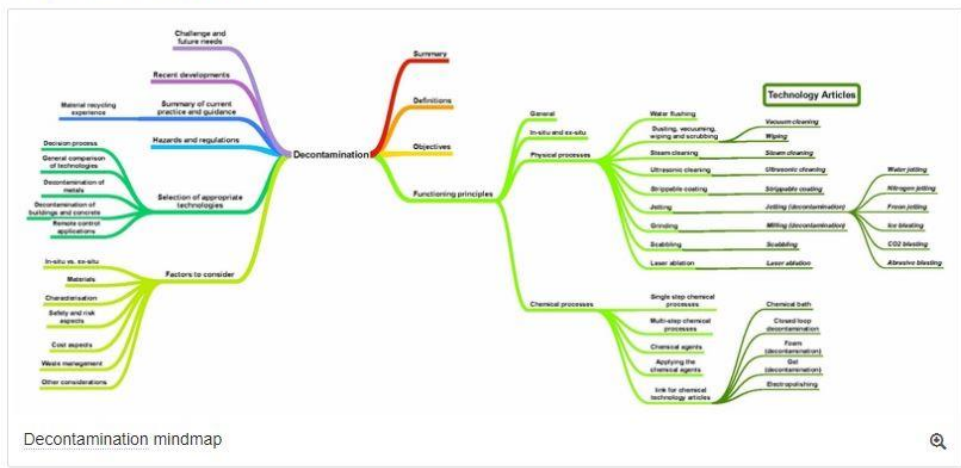 Challenge and
future needs
Recent developments
Material recycling
experience
Summary of current
practice and guidance
Hazards and regulations
Decision process
General comparison
of technologies
Decontamination of
metals
Decontamination of
buildings and concrete
Remote control
applications
Selection of appropriate
technologies
In-situ vs. ex-situ
Materials
Characterisation
Safety and risk
aspects
Cost aspects
Waste management
Other considerations
Factors to consider
Decontamination
Summary
Definitions
Objectives
Functioning principles
General
In-situ and ex-situ
Physical processes
Chemical processes
Technology Articles
Water flushing
Dusting, vacuuming,
wiping and scrubbing
Steam cleaning
Ultrasonic cleaning
Strippable coating
Jetting
Grinding
Scabbling
Laser ablation
Vacuum cleaning
Wiping
Steam cleaning
Ultrasonic cleaning
Strippable coating
Jetting (decontamination)
Milling (decontamination)
Scabbling
Laser ablation
Water jetting
Nitrogen jetting
Freon jetting
Ice blasting
CO2 blasting
Abrasive blasting
Single step chemical
processes
Multi-step chemical
processes
Chemical agents
Applying the
chemical agents
link for chemical
technology articles
Chemical bath
Closed loop
decontamination
Foam
(decontamination)
Gel
(decontamination)
Electropolishing
Decontamination mindmap